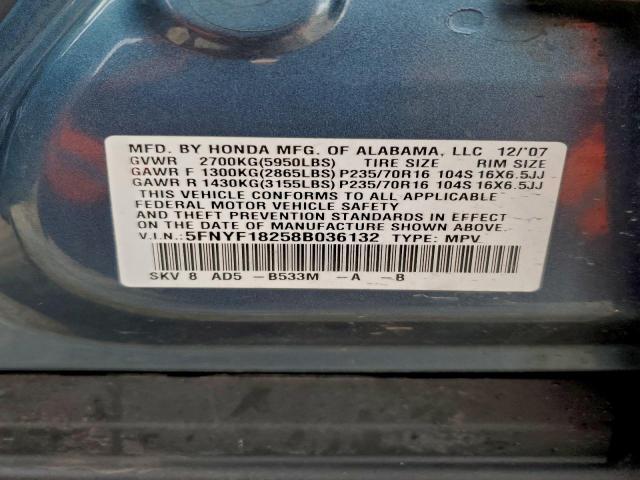 MFD. BY HONDA MFG. OF ALABAMA, LLC 12/'07
GVWR 2700KG(5950LBS) TIRE SIZE RIM SIZE
GAWR F 1300KG(2865LBS) P235/70R16 104S 16X6.5JJ
GAWR R 1430KG(3155LBS) P235/70R16 104S 16X6.5JJ
THIS VEHICLE CONFORMS TO ALL APPLICABLE
FEDERAL MOTOR VEHICLE SAFETY
AND THEFT PREVENTION STANDARDS IN EFFECT
ON THE DATE OF MANUFACTURE SHOWN ABOVE.
V.I.N.: 5FNYF18258B036132 TYPE: MPV
SKV 8 AD5 -B533M -A -B